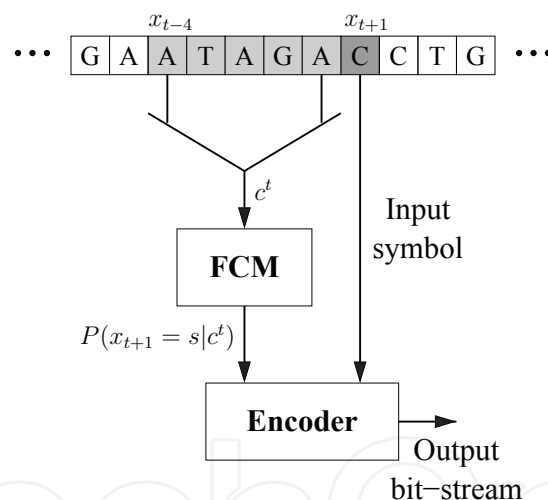 x_{t−4} x_{t+1}
••• G A A T A G A C C T G •••
c^t
Input
symbol
FCM
P(x_{t+1} = s|c^t)
Encoder
Output
bit−stream